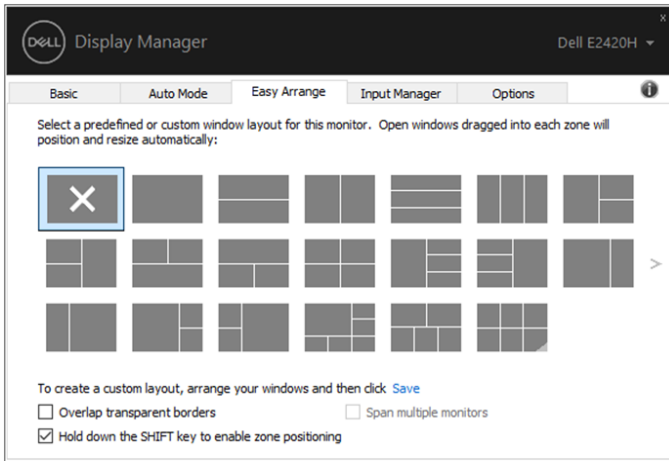 x
DELL Display Manager Dell E2420H
Basic Auto Mode Easy Arrange Input Manager Options i
Select a predefined or custom window layout for this monitor. Open windows dragged into each zone will
position and resize automatically:
To create a custom layout, arrange your windows and then click Save
Overlap transparent borders Span multiple monitors
Hold down the SHIFT key to enable zone positioning